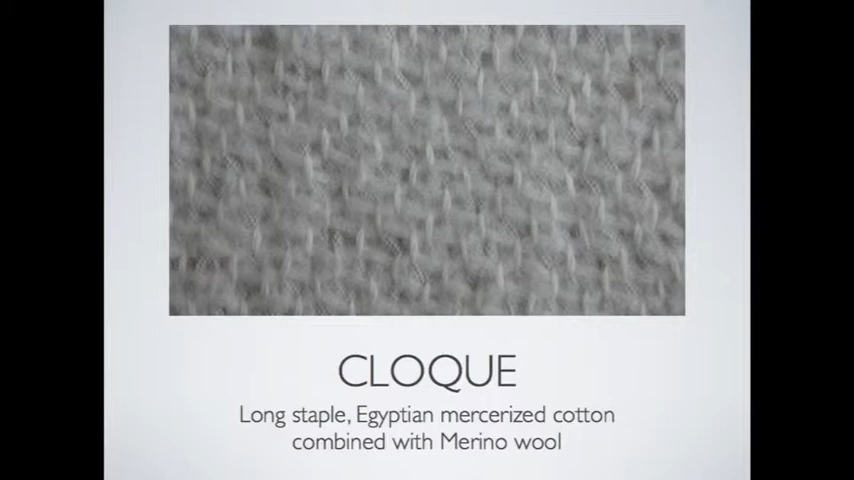 CLOQUE
Long staple, Egyptian mercerized cotton
combined with Merino wool